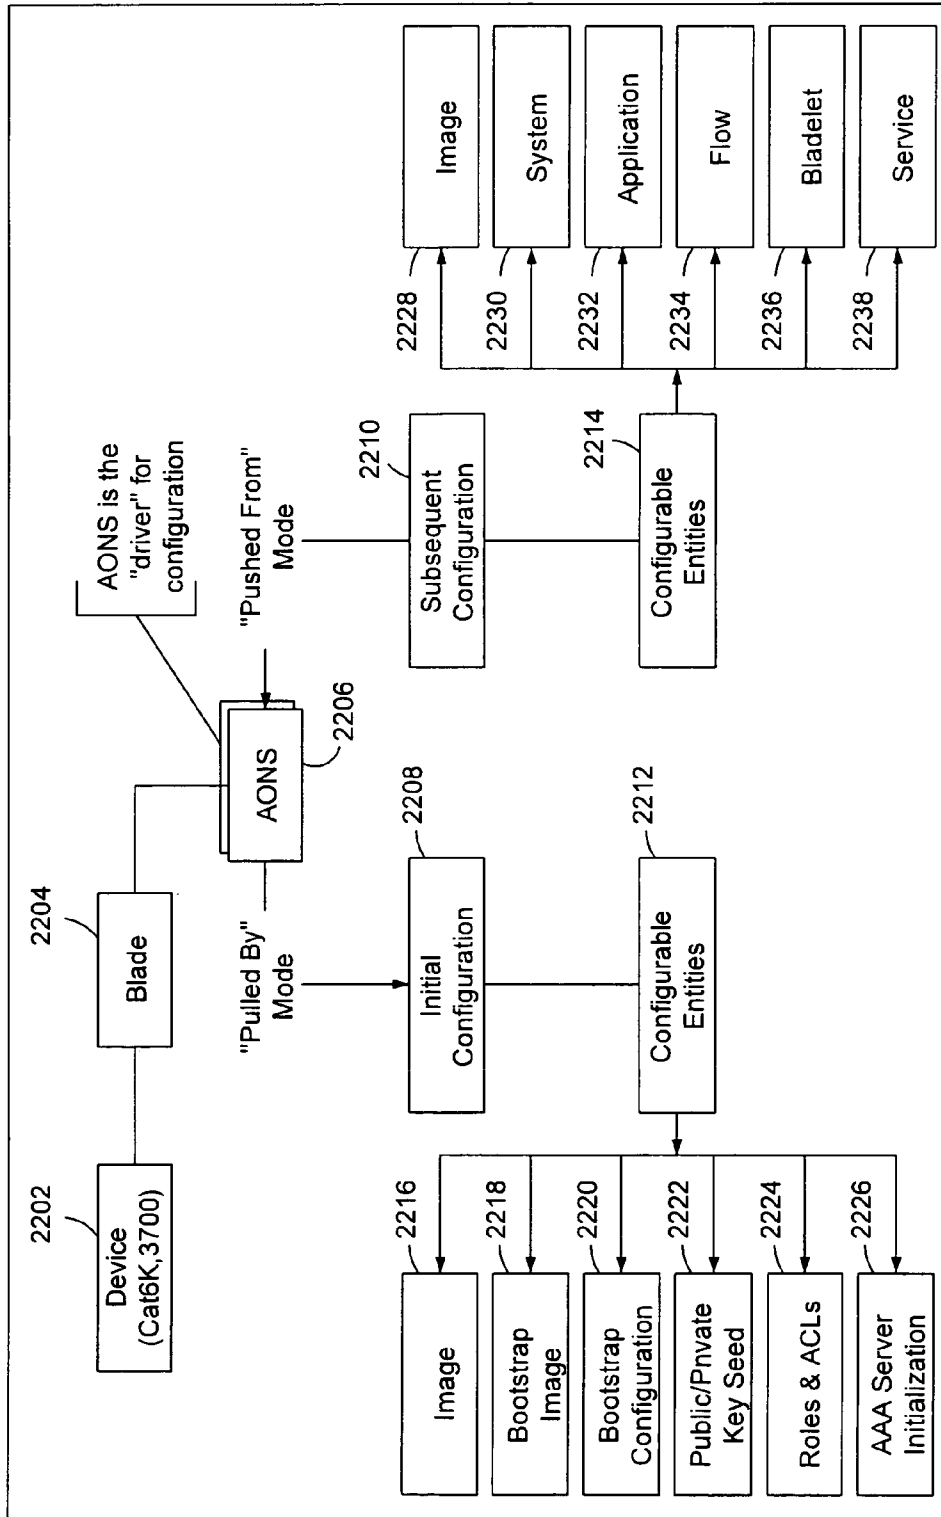 2202
Device
(Cat6K,3700)
2204
Blade
AONS is the
"driver" for
configuration
AONS
2206
"Pulled By"
Mode
"Pushed From"
Mode
2208
Initial
Configuration
2210
Subsequent
Configuration
2212
Configurable
Entities
2214
Configurable
Entities
2216
Image
2218
Bootstrap
Image
2220
Bootstrap
Configuration
2222
Public/Pnvate
Key Seed
2224
Roles & ACLs
2226
AAA Server
Initialization
2228
Image
2230
System
2232
Application
2234
Flow
2236
Bladelet
2238
Service